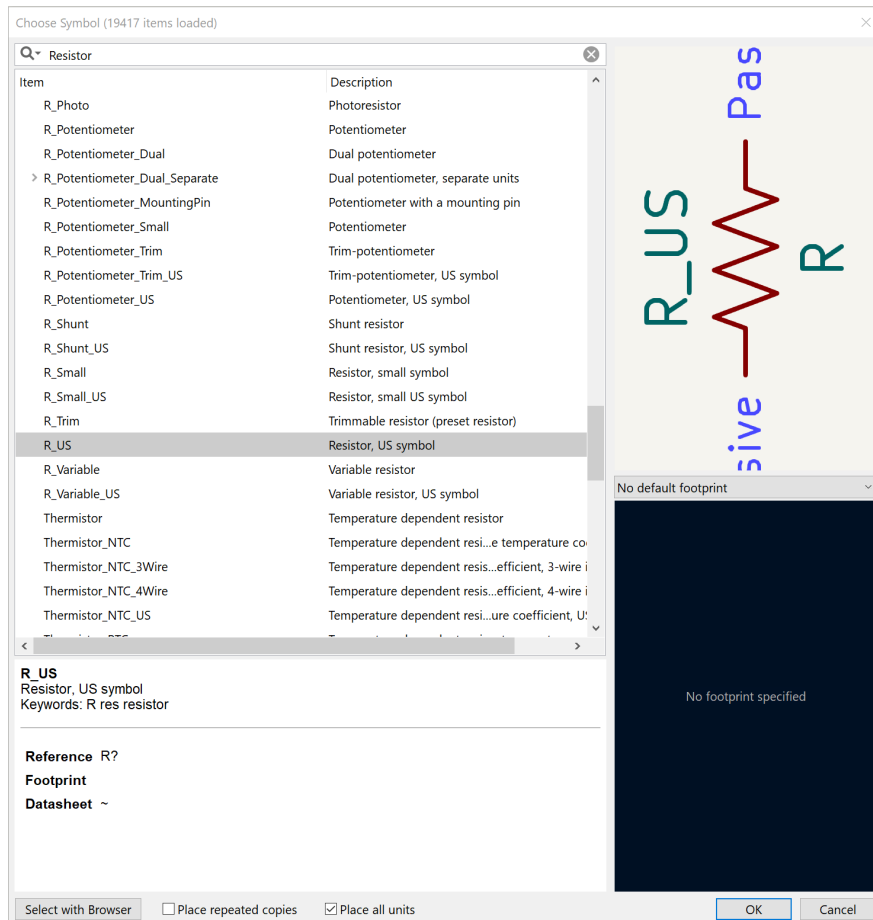 Choose Symbol (19417 items loaded)
Resistor
Item Description
R_Photo Photoresistor
R_Potentiometer Potentiometer
R_Potentiometer_Dual Dual potentiometer
R_Potentiometer_Dual_Separate Dual potentiometer, separate units
R_Potentiometer_MountingPin Potentiometer with a mounting pin
R_Potentiometer_Small Potentiometer
R_Potentiometer_Trim Trim-potentiometer
R_Potentiometer_Trim_US Trim-potentiometer, US symbol
R_Potentiometer_US Potentiometer, US symbol
R_Shunt Shunt resistor
R_Shunt_US Shunt resistor, US symbol
R_Small Resistor, small symbol
R_Small_US Resistor, small US symbol
R_Trim Trimmable resistor (preset resistor)
R_US Resistor, US symbol
R_Variable Variable resistor
R_Variable_US Variable resistor, US symbol
Thermistor Temperature dependent resistor
Thermistor_NTC Temperature dependent resi...e temperature co
Thermistor_NTC_3Wire Temperature dependent resis...efficient, 3-wire i
Thermistor_NTC_4Wire Temperature dependent resis...efficient, 4-wire i
Thermistor_NTC_US Temperature dependent resi...ure coefficient, U
R_US
Resistor, US symbol
Keywords: R res resistor
Reference R?
Footprint
Datasheet ~
Select with Browser Place repeated copies Place all units
Pas
R_US
R
sive
No default footprint
No footprint specified
OK Cancel